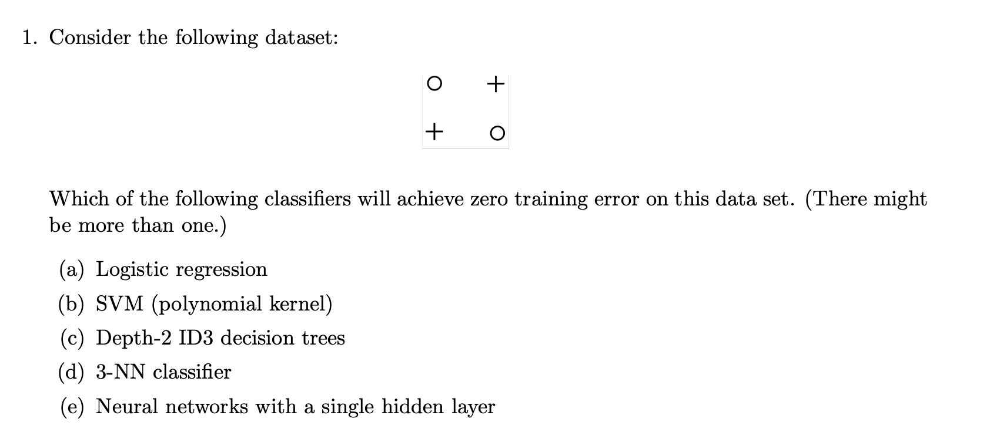 1. Consider the following dataset:
○ +
+ ○
Which of the following classifiers will achieve zero training error on this data set. (There might
be more than one.)
(a) Logistic regression
(b) SVM (polynomial kernel)
(c) Depth-2 ID3 decision trees
(d) 3-NN classifier
(e) Neural networks with a single hidden layer